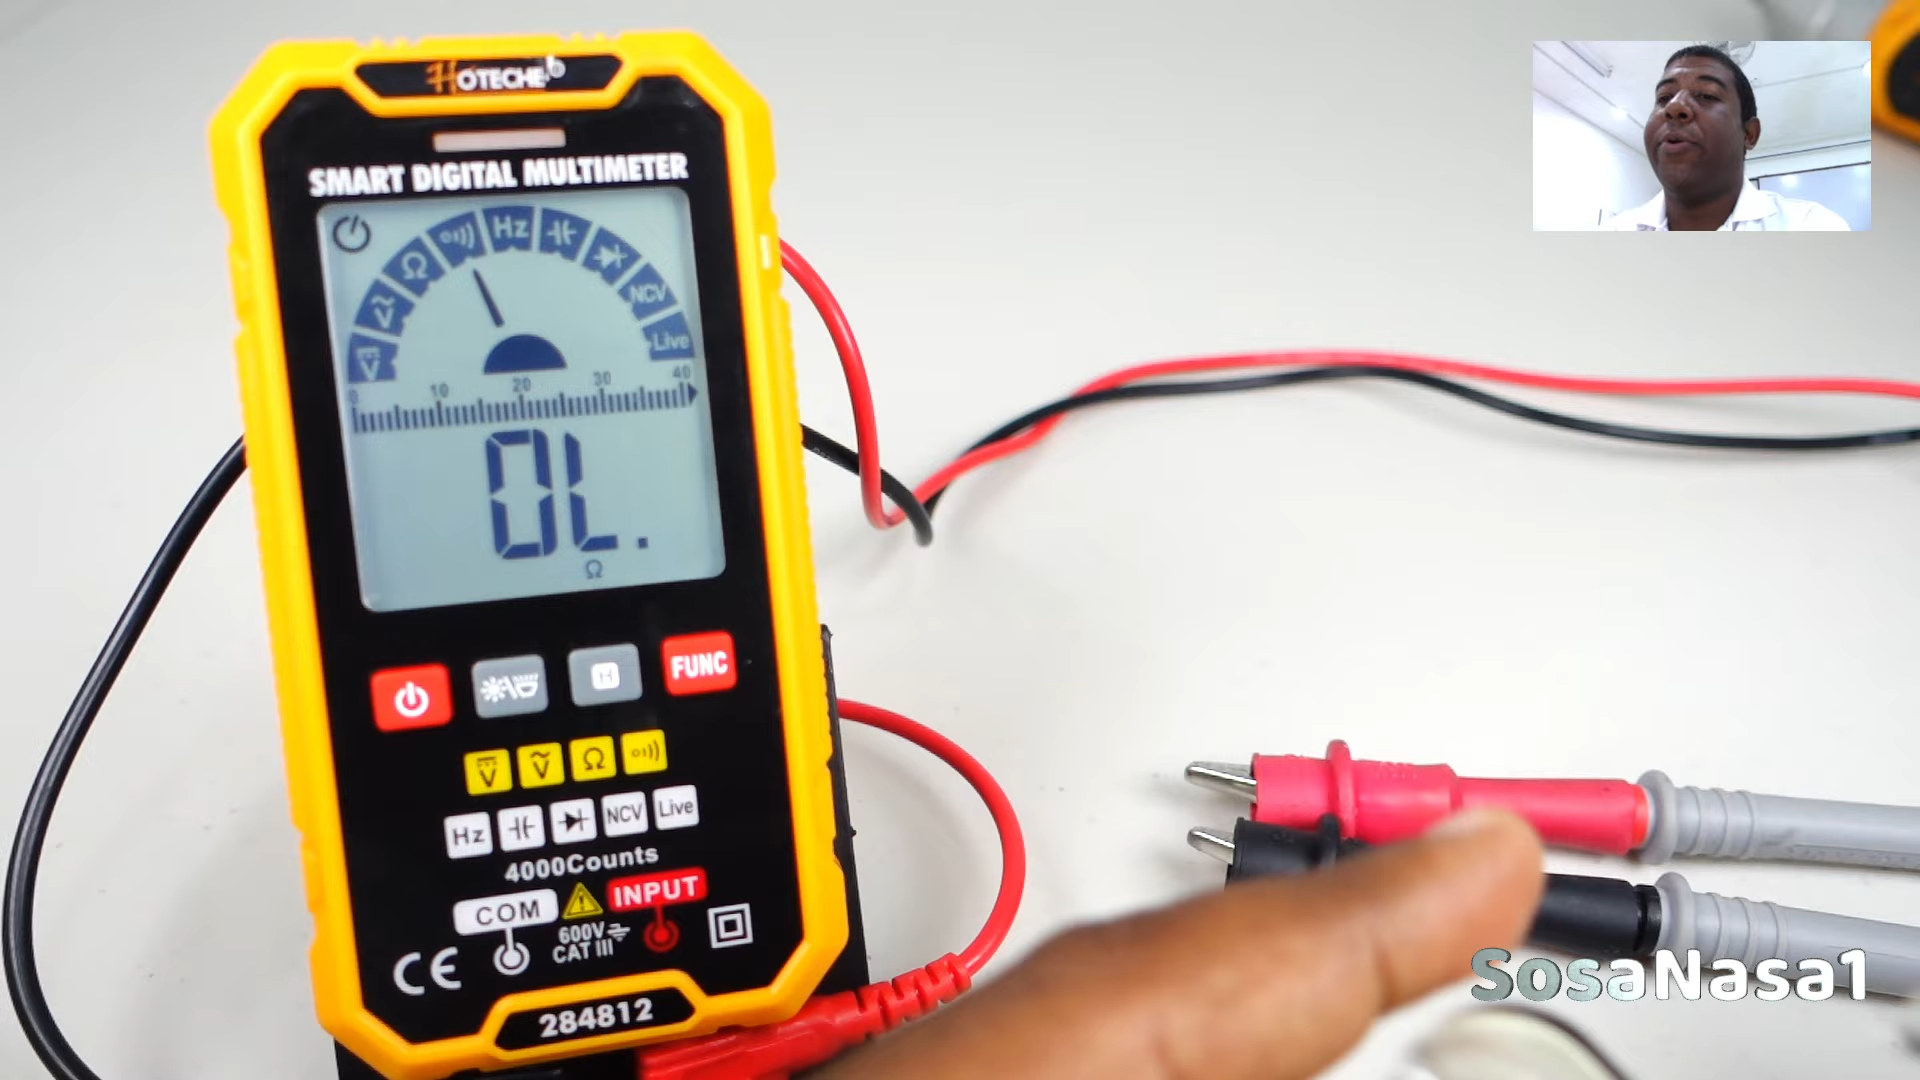 HOTECHE®
SMART DIGITAL MULTIMETER
Ω Hz NCV
V Live
0 10 20 30 40
OL.
Ω
H FUNC
V V Ω
Hz NCV Live
4000Counts
COM INPUT
600V
CAT III
CE
284812
SosaNasa1